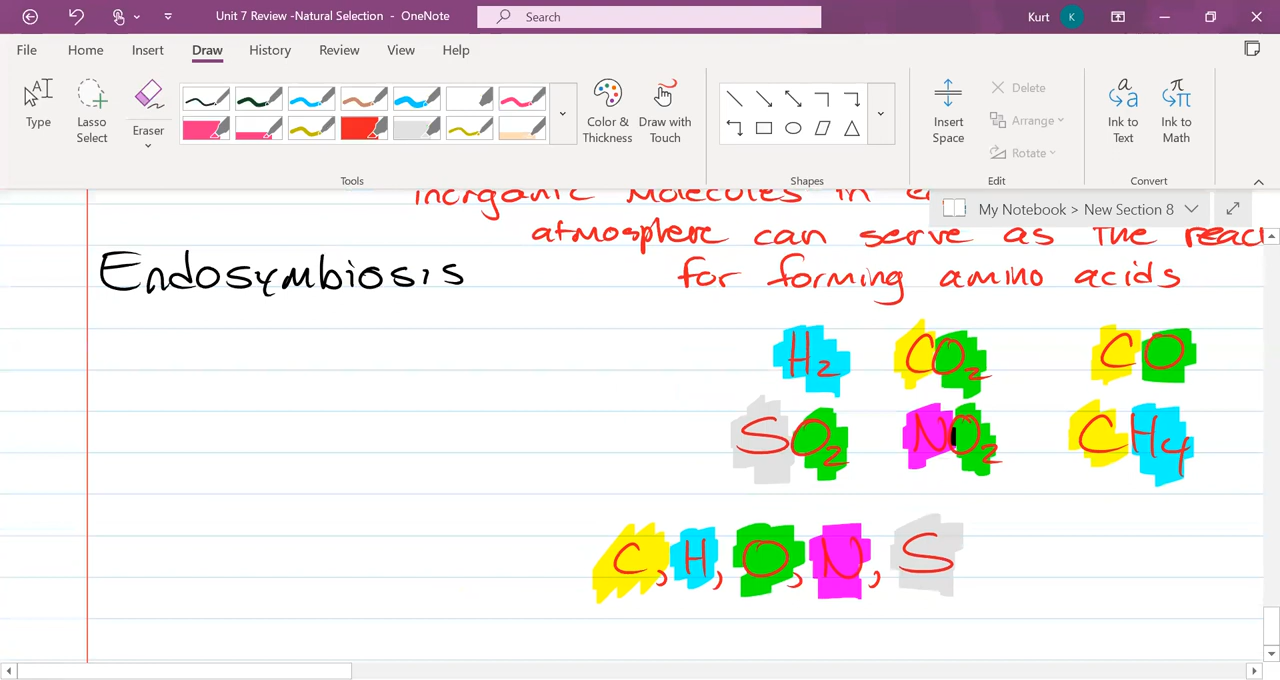 Unit 7 Review -Natural Selection - OneNote
Search
Kurt K
File Home Insert Draw History Review View Help
Type
Lasso Select
Eraser
Color & Thickness
Draw with Touch
Insert Space
Delete
Arrange
Rotate
Ink to Text
Ink to Math
Tools Shapes Edit Convert
My Notebook > New Section 8
inorganic molecules in
atmosphere can serve as the
for forming amino acids
Endosymbiosis
H2 CO2 CO
SO2 NO2 CH4
C, H, O, N, S